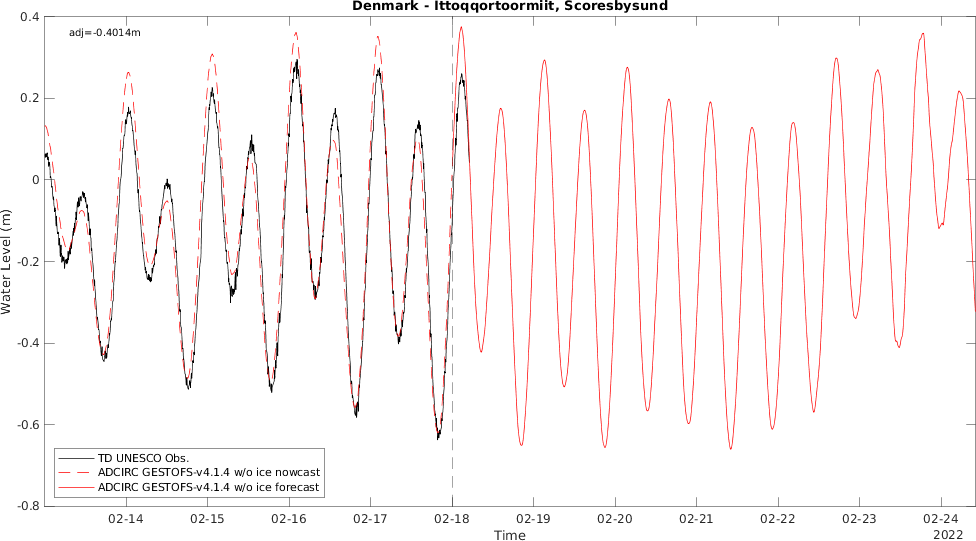 Denmark - Ittoqqortoormiit, Scoresbysund
adj=-0.4014m
0.4
0.2
0
-0.2
-0.4
-0.6
-0.8
Water Level (m)
TD UNESCO Obs.
ADCIRC GESTOFS-v4.1.4 w/o ice nowcast
ADCIRC GESTOFS-v4.1.4 w/o ice forecast
02-14 02-15 02-16 02-17 02-18 02-19 02-20 02-21 02-22 02-23 02-24
Time
2022